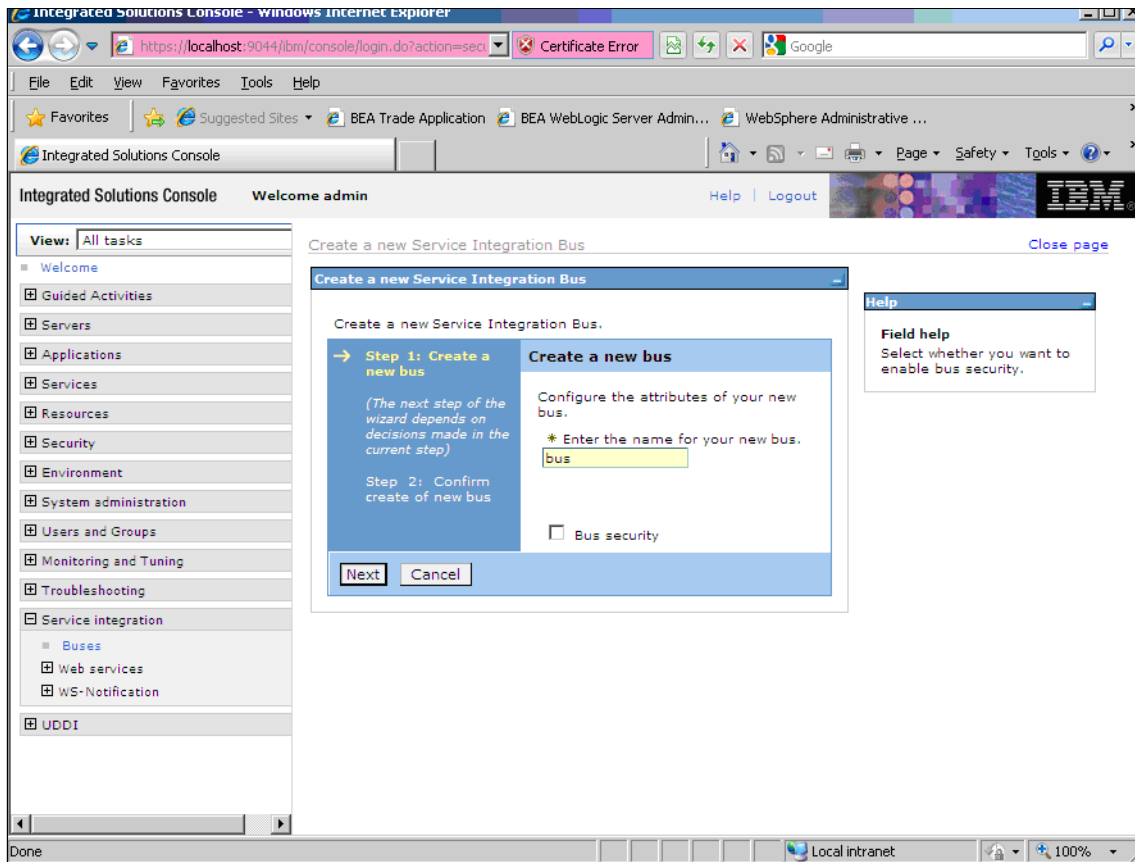 Integrated Solutions Console - Windows Internet Explorer
https://localhost:9044/ibm/console/login.do?action=secu Certificate Error Google
File Edit View Favorites Tools Help
Favorites Suggested Sites BEA Trade Application BEA WebLogic Server Admin... WebSphere Administrative ...
Integrated Solutions Console Page Safety Tools
Integrated Solutions Console Welcome admin Help | Logout IBM®
View: All tasks
Create a new Service Integration Bus Close page
Welcome
Guided Activities
Servers
Applications
Services
Resources
Security
Environment
System administration
Users and Groups
Monitoring and Tuning
Troubleshooting
Service integration
Buses
Web services
WS-Notification
UDDI
Create a new Service Integration Bus
Create a new Service Integration Bus.
Step 1: Create a
new bus
(The next step of the
wizard depends on
decisions made in the
current step)
Step 2: Confirm
create of new bus
Create a new bus
Configure the attributes of your new
bus.
* Enter the name for your new bus.
bus
Bus security
Next Cancel
Help
Field help
Select whether you want to
enable bus security.
Done Local intranet 100%